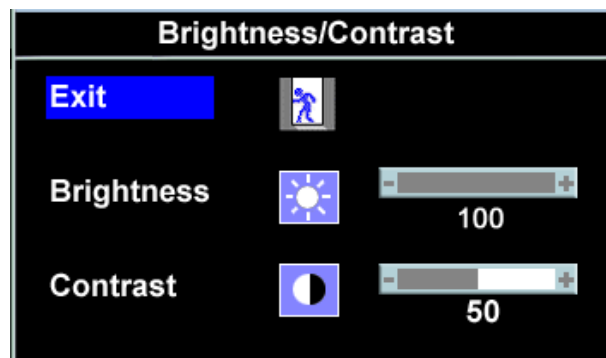 Brightness/Contrast
Exit
Brightness
- +
100
Contrast
- +
50